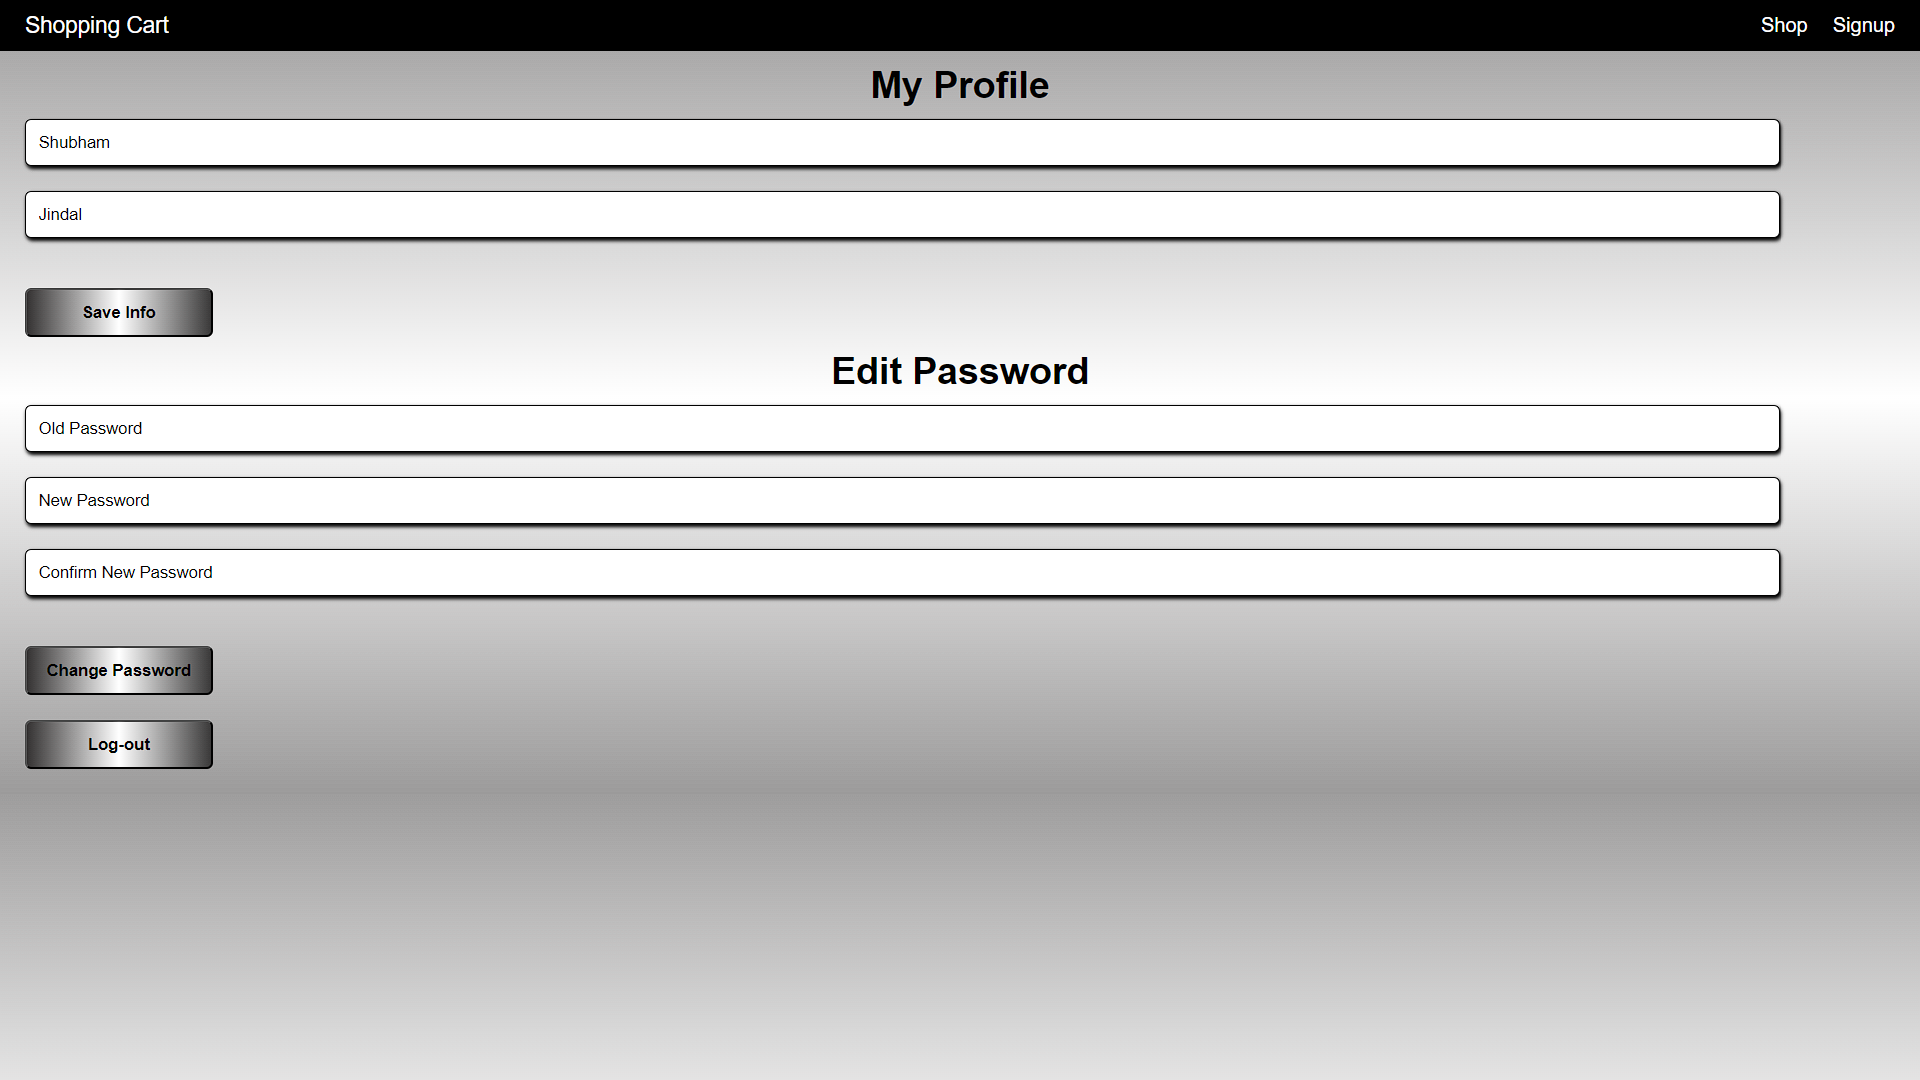 Shopping Cart
Shop
Signup
My Profile
Shubham
Jindal
Save Info
Edit Password
Old Password
New Password
Confirm New Password
Change Password
Log-out